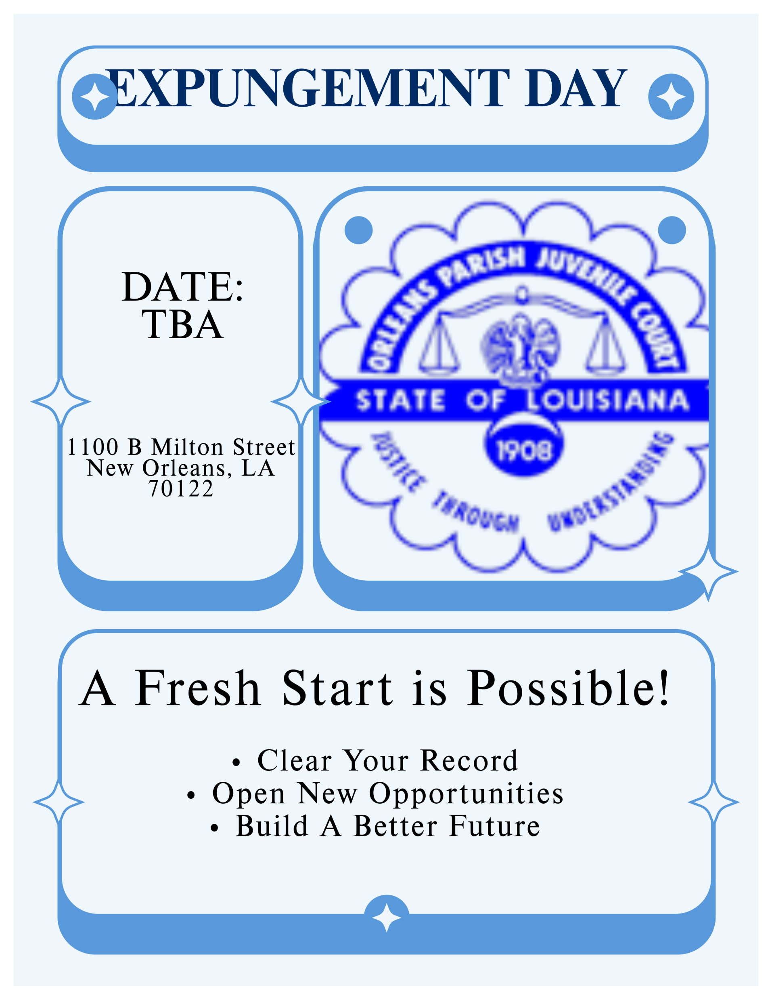 EXPUNGEMENT DAY
DATE:
TBA
1100 B Milton Street
New Orleans, LA
70122
ORLEANS PARISH JUVENILE COURT
STATE OF LOUISIANA
1908
JUSTICE THROUGH UNDERSTANDING
A Fresh Start is Possible!
• Clear Your Record
• Open New Opportunities
• Build A Better Future